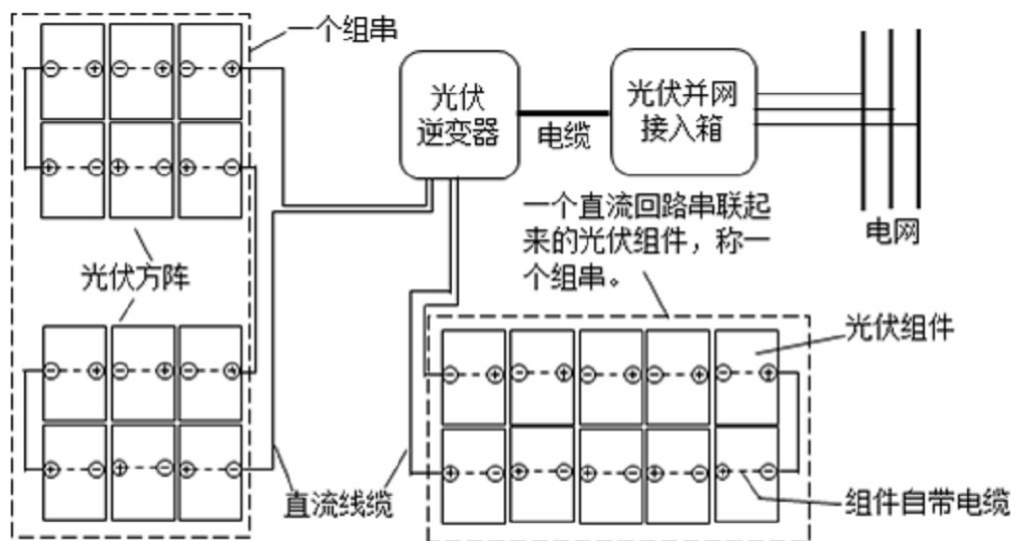 一个组串
光伏
逆变器
电缆
光伏并网
接入箱
电网
一个直流回路串联起
来的光伏组件，称一
个组串。
光伏方阵
光伏组件
直流线缆
组件自带电缆